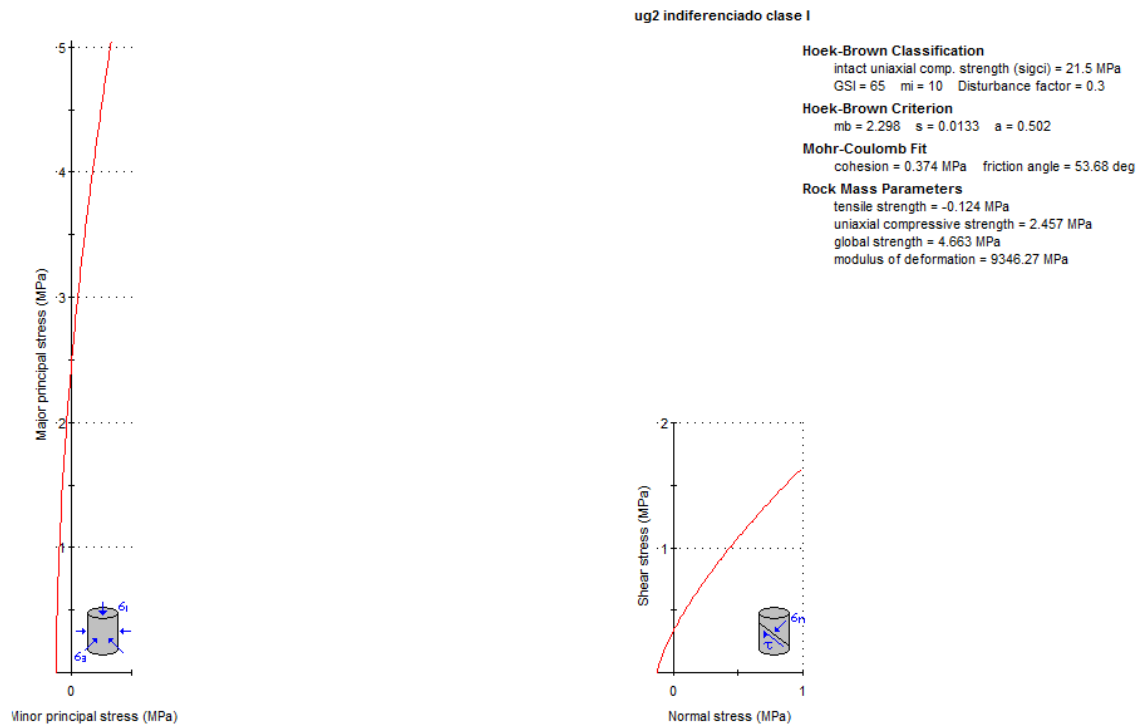 ug2 indiferenciado clase I
Hoek-Brown Classification
intact uniaxial comp. strength (sigci) = 21.5 MPa
GSI = 65 mi = 10 Disturbance factor = 0.3
Hoek-Brown Criterion
mb = 2.298 s = 0.0133 a = 0.502
Mohr-Coulomb Fit
cohesion = 0.374 MPa friction angle = 53.68 deg
Rock Mass Parameters
tensile strength = -0.124 MPa
uniaxial compressive strength = 2.457 MPa
global strength = 4.663 MPa
modulus of deformation = 9346.27 MPa
Major principal stress (MPa)
5
4
3
2
1
σ1
σ3
0
Minor principal stress (MPa)
Shear stress (MPa)
2
1
σn
τ
0
1
Normal stress (MPa)